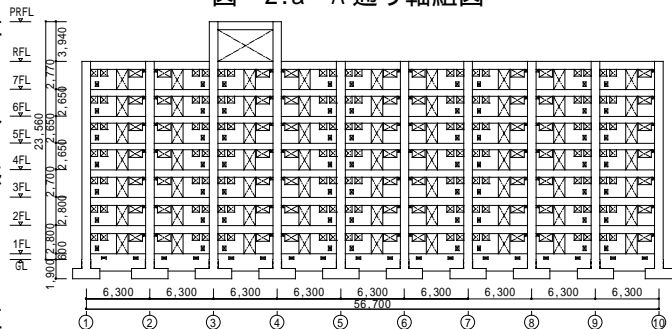 図 2.a A通り軸組図
PRFL
RFL
7FL
6FL
5FL
4FL
3FL
2FL
1FL
GL
3,940
2,770
2,650
2,650
2,650
2,700
2,800
2,800
600
1,900
23,560
6,300 6,300 6,300 6,300 6,300 6,300 6,300 6,300 6,300
56,700
① ② ③ ④ ⑤ ⑥ ⑦ ⑧ ⑨ ⑩